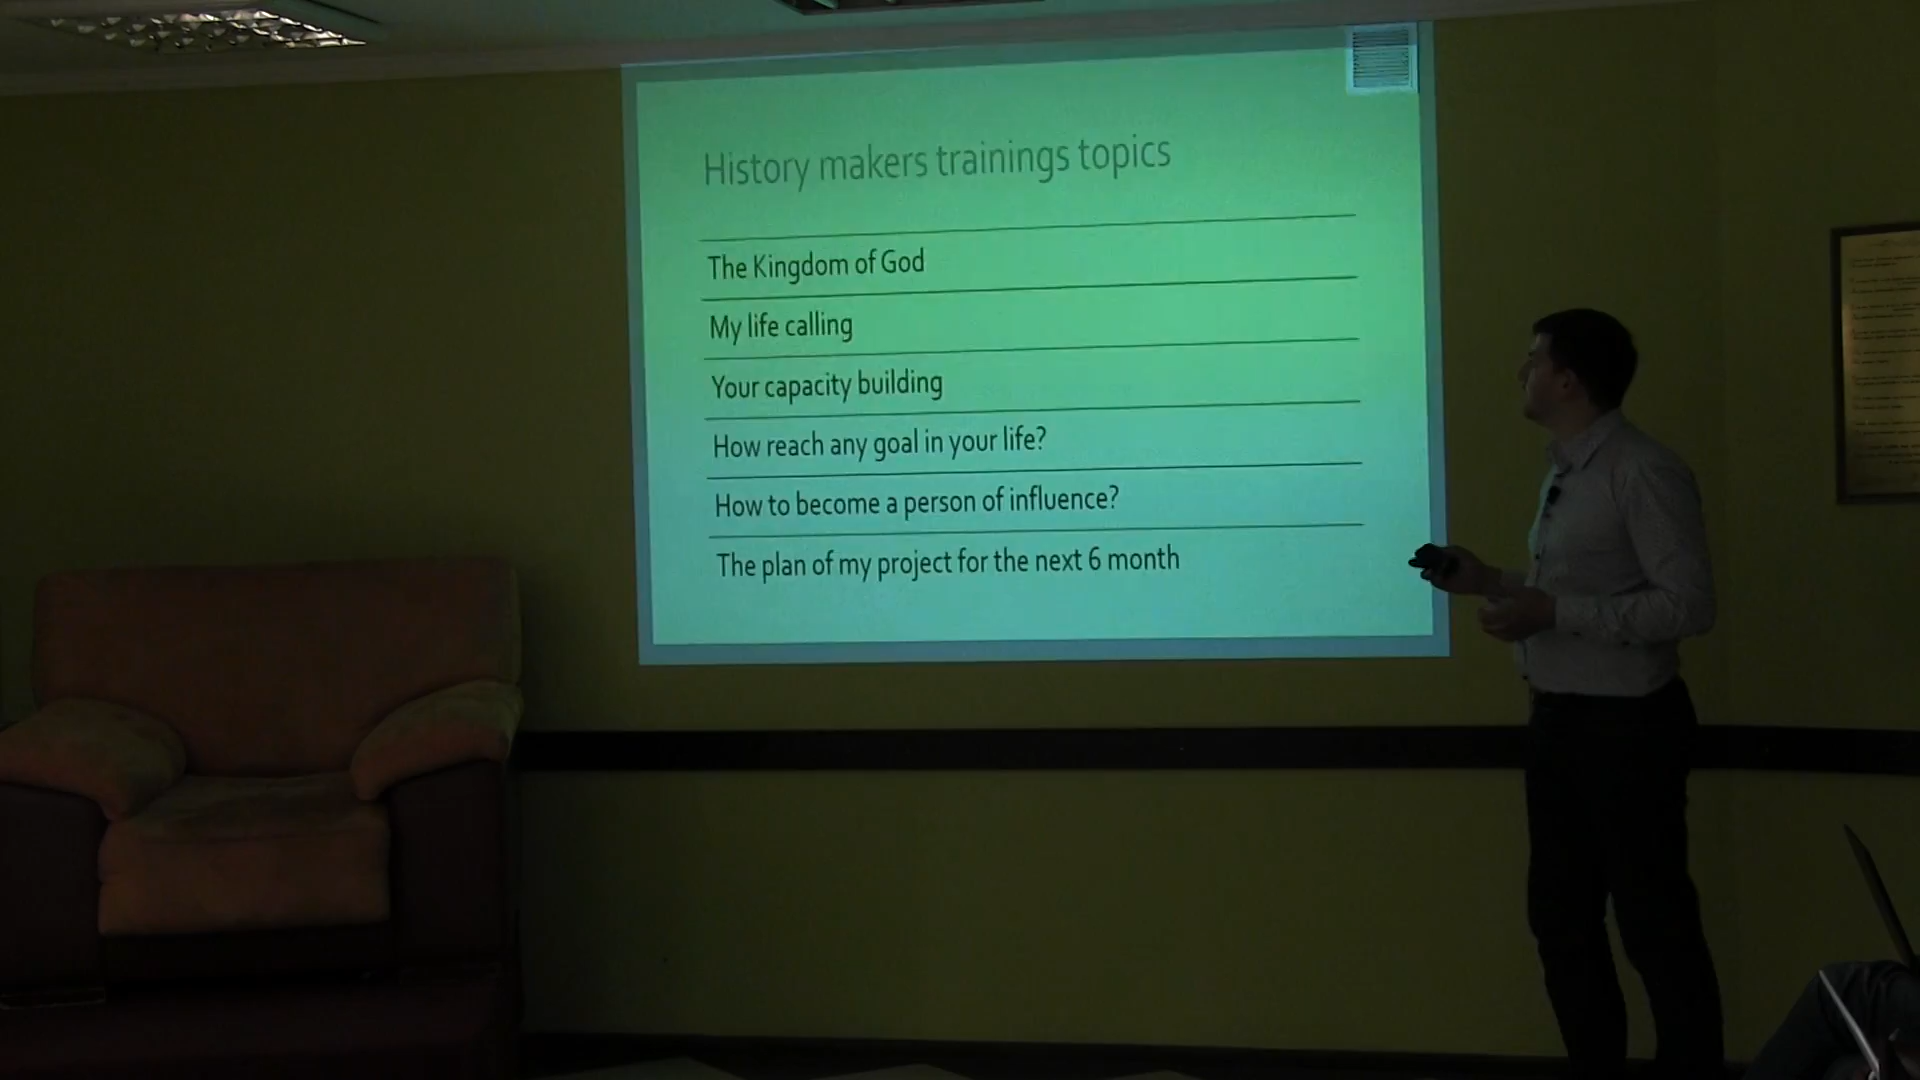 History makers trainings topics
The Kingdom of God
My life calling
Your capacity building
How reach any goal in your life?
How to become a person of influence?
The plan of my project for the next 6 month